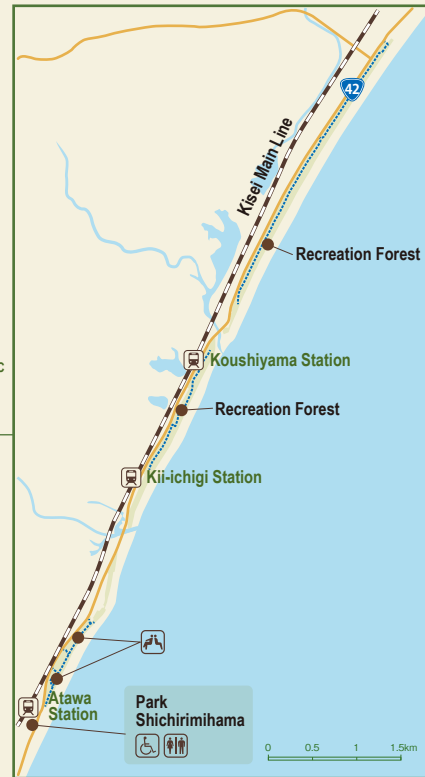 42
Kisei Main Line
Recreation Forest
c
Koushiyama Station
Recreation Forest
Kii-ichigi Station
Atawa
Station
Park
Shichirimihama
0 0.5 1 1.5km